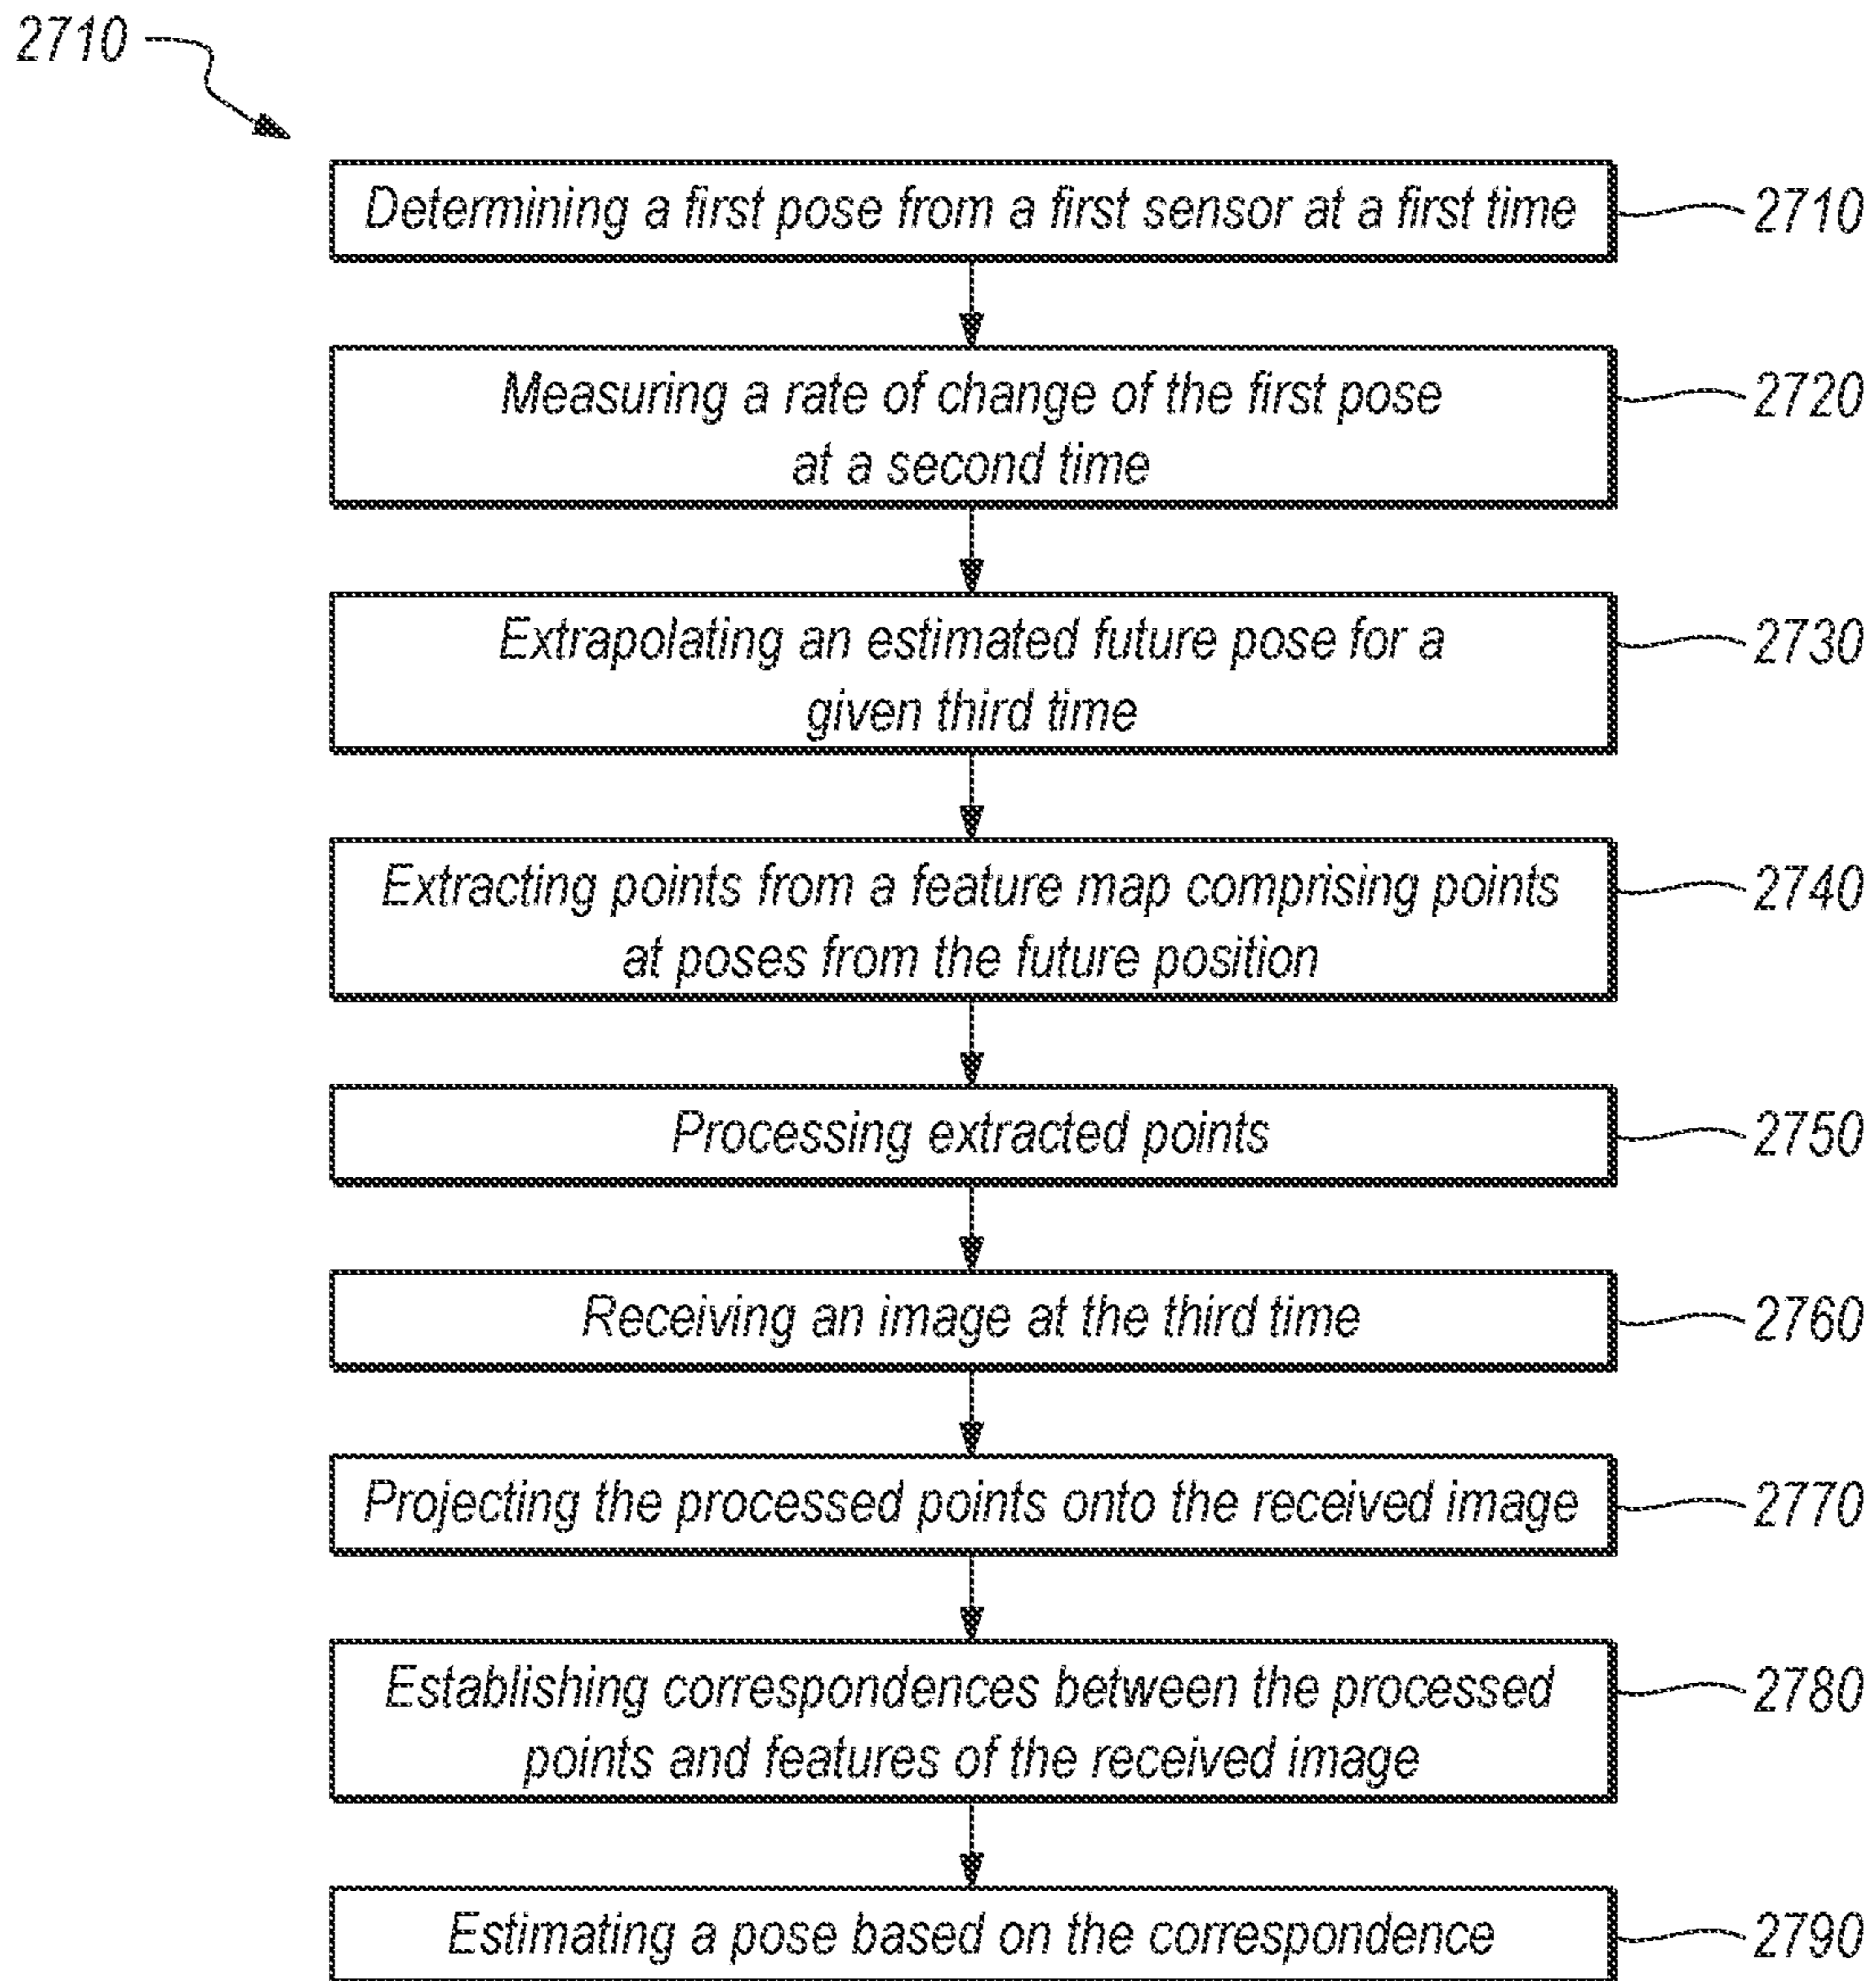 2710
Determining a first pose from a first sensor at a first time
2710
Measuring a rate of change of the first pose
at a second time
2720
Extrapolating an estimated future pose for a
given third time
2730
Extracting points from a feature map comprising points
at poses from the future position
2740
Processing extracted points
2750
Receiving an image at the third time
2760
Projecting the processed points onto the received image
2770
Establishing correspondences between the processed
points and features of the received image
2780
Estimating a pose based on the correspondence
2790